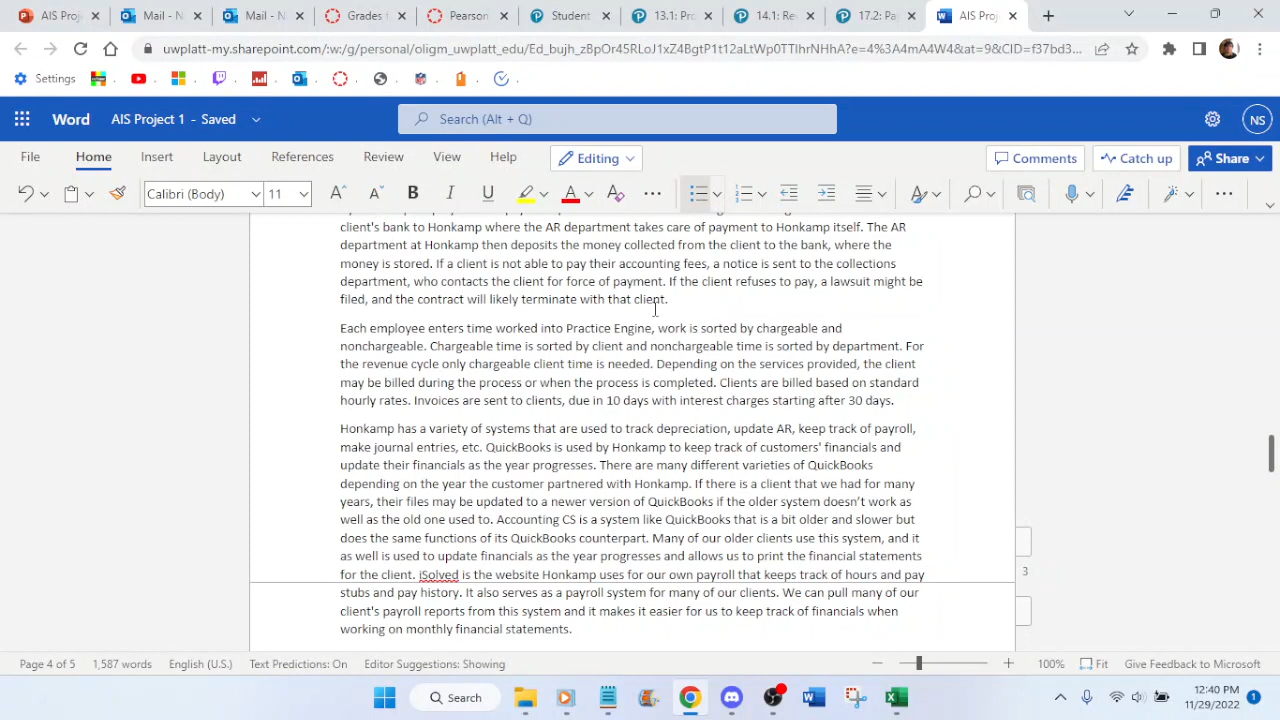 AIS Proj
Mail - N
Mail - N
Grades f
Pearson
Student
13.1: Pro
14.1: Re
17.2: Pay
AIS Proj
uwplatt-my.sharepoint.com/:w:/g/personal/oligm_uwplatt_edu/
Settings
Word
AIS Project 1 - Saved
Search (Alt + Q)
NS
File
Home
Insert
Layout
References
Review
View
Help
Editing
Comments
Catch up
Share
Calibri (Body)
11
client's bank to Honkamp where the AR department takes care of payment to Honkamp itself. The AR
department at Honkamp then deposits the money collected from the client to the bank, where the
money is stored. If a client is not able to pay their accounting fees, a notice is sent to the collections
department, who contacts the client for force of payment. If the client refuses to pay, a lawsuit might be
filed, and the contract will likely terminate with that client.
Each employee enters time worked into Practice Engine, work is sorted by chargeable and
nonchargeable. Chargeable time is sorted by client and nonchargeable time is sorted by department. For
the revenue cycle only chargeable client time is needed. Depending on the services provided, the client
may be billed during the process or when the process is completed. Clients are billed based on standard
hourly rates. Invoices are sent to clients, due in 10 days with interest charges starting after 30 days.
Honkamp has a variety of systems that are used to track depreciation, update AR, keep track of payroll,
make journal entries, etc. QuickBooks is used by Honkamp to keep track of customers' financials and
update their financials as the year progresses. There are many different varieties of QuickBooks
depending on the year the customer partnered with Honkamp. If there is a client that we had for many
years, their files may be updated to a newer version of QuickBooks if the older system doesn’t work as
well as the old one used to. Accounting CS is a system like QuickBooks that is a bit older and slower but
does the same functions of its QuickBooks counterpart. Many of our older clients use this system, and it
as well is used to update financials as the year progresses and allows us to print the financial statements
for the client. iSolved is the website Honkamp uses for our own payroll that keeps track of hours and pay
3
stubs and pay history. It also serves as a payroll system for many of our clients. We can pull many of our
client's payroll reports from this system and it makes it easier for us to keep track of financials when
working on monthly financial statements.
Page 4 of 5
1,587 words
English (U.S.)
Text Predictions: On
Editor Suggestions: Showing
100%
Fit
Give Feedback to Microsoft
Search
12:40 PM
11/29/2022
1